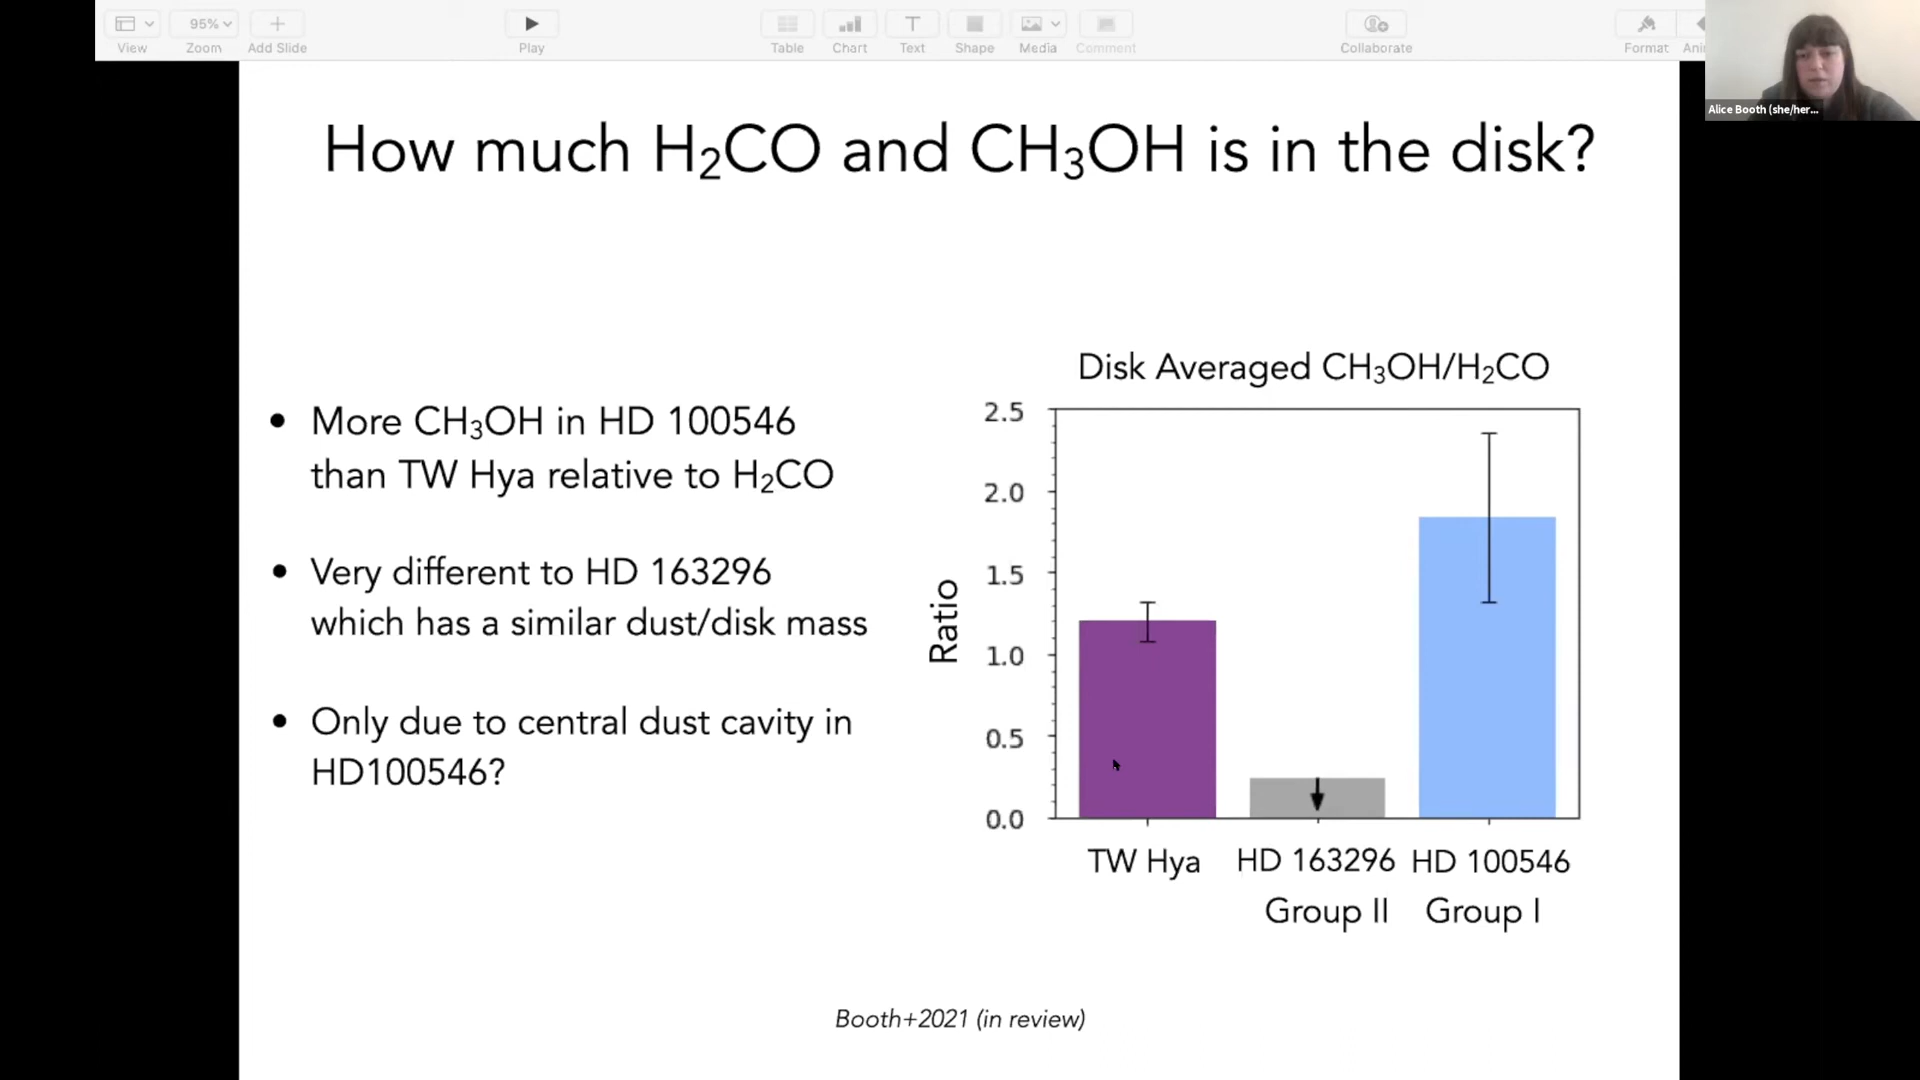 View
95%
Zoom
Add Slide
Play
Table
Chart
Text
Shape
Media
Comment
Collaborate
Format
Alice Booth (she/her...
How much H₂CO and CH₃OH is in the disk?
• More CH₃OH in HD 100546
than TW Hya relative to H₂CO
• Very different to HD 163296
which has a similar dust/disk mass
• Only due to central dust cavity in
HD100546?
Disk Averaged CH₃OH/H₂CO
2.5
2.0
1.5
1.0
0.5
0.0
Ratio
TW Hya
HD 163296
HD 100546
Group II
Group I
Booth+2021 (in review)